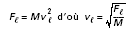 F_ℓ = Mv_ℓ² d'où v_ℓ = √(F_ℓ/M)